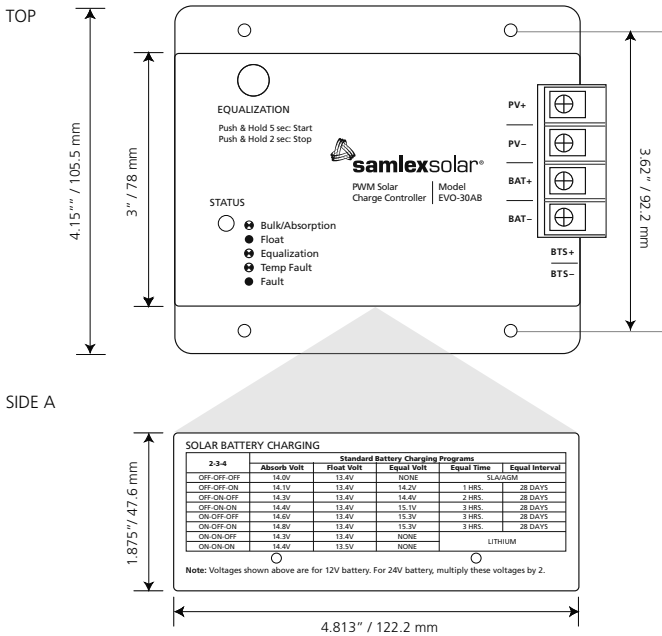 TOP
4.15”” / 105.5 mm
3” / 78 mm
3.62” / 92.2 mm
EQUALIZATION
Push & Hold 5 sec: Start
Push & Hold 2 sec: Stop
samlexsolar®
PWM Solar
Charge Controller
Model
EVO-30AB
PV+
PV−
BAT+
BAT−
BTS+
BTS−
STATUS
Bulk/Absorption
Float
Equalization
Temp Fault
Fault
SIDE A
1.875”/ 47.6 mm
SOLAR BATTERY CHARGING
2-3-4 Standard Battery Charging Programs
Absorb Volt Float Volt Equal Volt Equal Time Equal Interval
OFF-OFF-OFF 14.0V 13.4V NONE SLA/AGM
OFF-OFF-ON 14.1V 13.4V 14.2V 1 HRS. 28 DAYS
OFF-ON-OFF 14.3V 13.4V 14.4V 2 HRS. 28 DAYS
OFF-ON-ON 14.4V 13.4V 15.1V 3 HRS. 28 DAYS
ON-OFF-OFF 14.6V 13.4V 15.3V 3 HRS. 28 DAYS
ON-OFF-ON 14.8V 13.4V 15.3V 3 HRS. 28 DAYS
ON-ON-OFF 14.3V 13.4V NONE LITHIUM
ON-ON-ON 14.4V 13.5V NONE
Note: Voltages shown above are for 12V battery. For 24V battery, multiply these voltages by 2.
4.813” / 122.2 mm